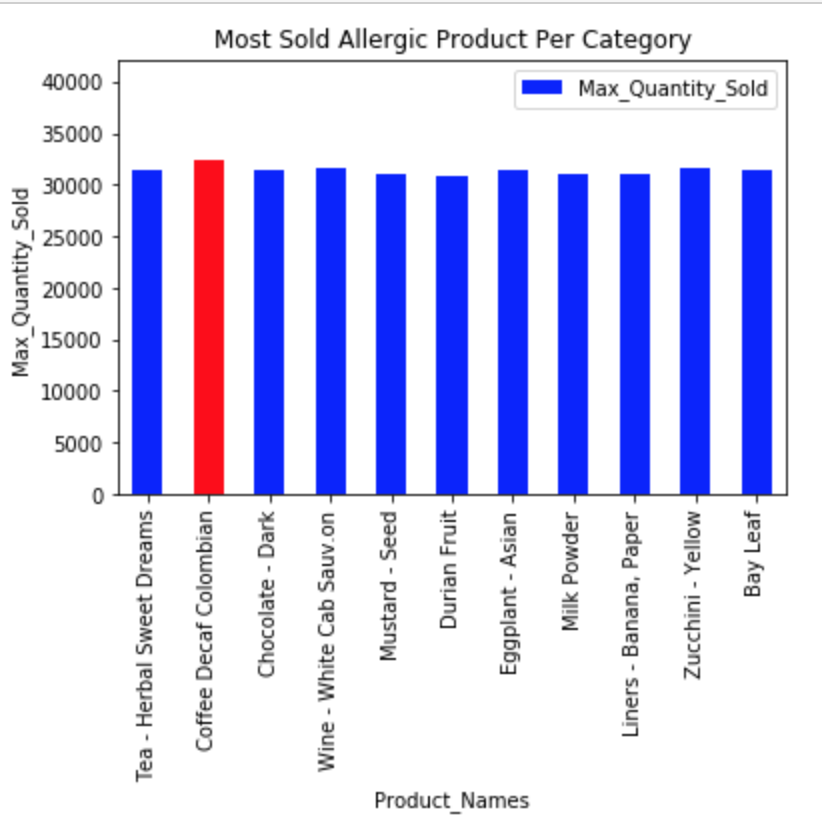 Most Sold Allergic Product Per Category
Max_Quantity_Sold
Max_Quantity_Sold
40000
35000
30000
25000
20000
15000
10000
5000
0
Tea - Herbal Sweet Dreams
Coffee Decaf Colombian
Chocolate - Dark
Wine - White Cab Sauv.on
Mustard - Seed
Durian Fruit
Eggplant - Asian
Milk Powder
Liners - Banana, Paper
Zucchini - Yellow
Bay Leaf
Product_Names